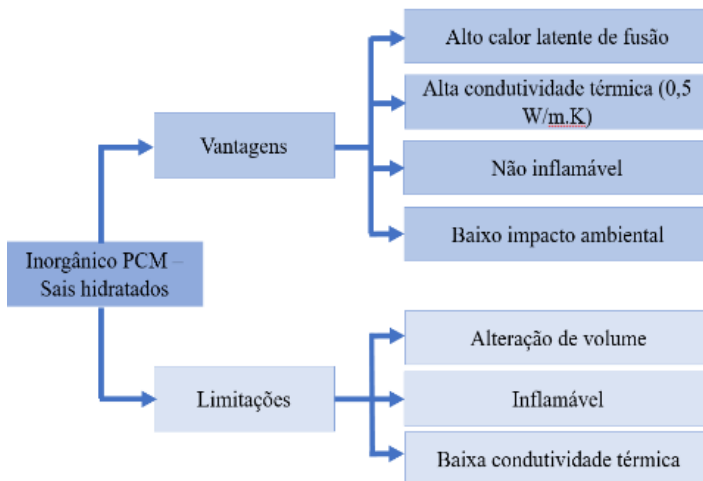 Inorgânico PCM –
Sais hidratados
Vantagens
Alto calor latente de fusão
Alta condutividade térmica (0,5
W/m.K)
Não inflamável
Baixo impacto ambiental
Limitações
Alteração de volume
Inflamável
Baixa condutividade térmica